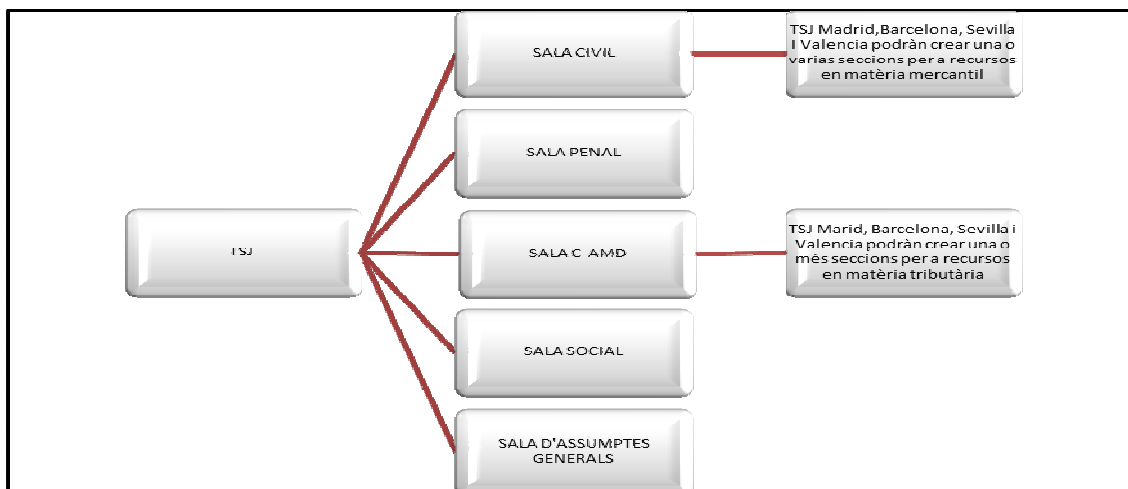 SALA CIVIL
TSJ Madrid,Barcelona, Sevilla
I Valencia podràn crear una o
varias seccions per a recursos
en matèria mercantil
SALA PENAL
TSJ
SALA C-AMD
TSJ Marid, Barcelona, Sevilla i
Valencia podràn crear una o
mès seccions per a recursos
en matèria tributària
SALA SOCIAL
SALA D'ASSUMPTES
GENERALS